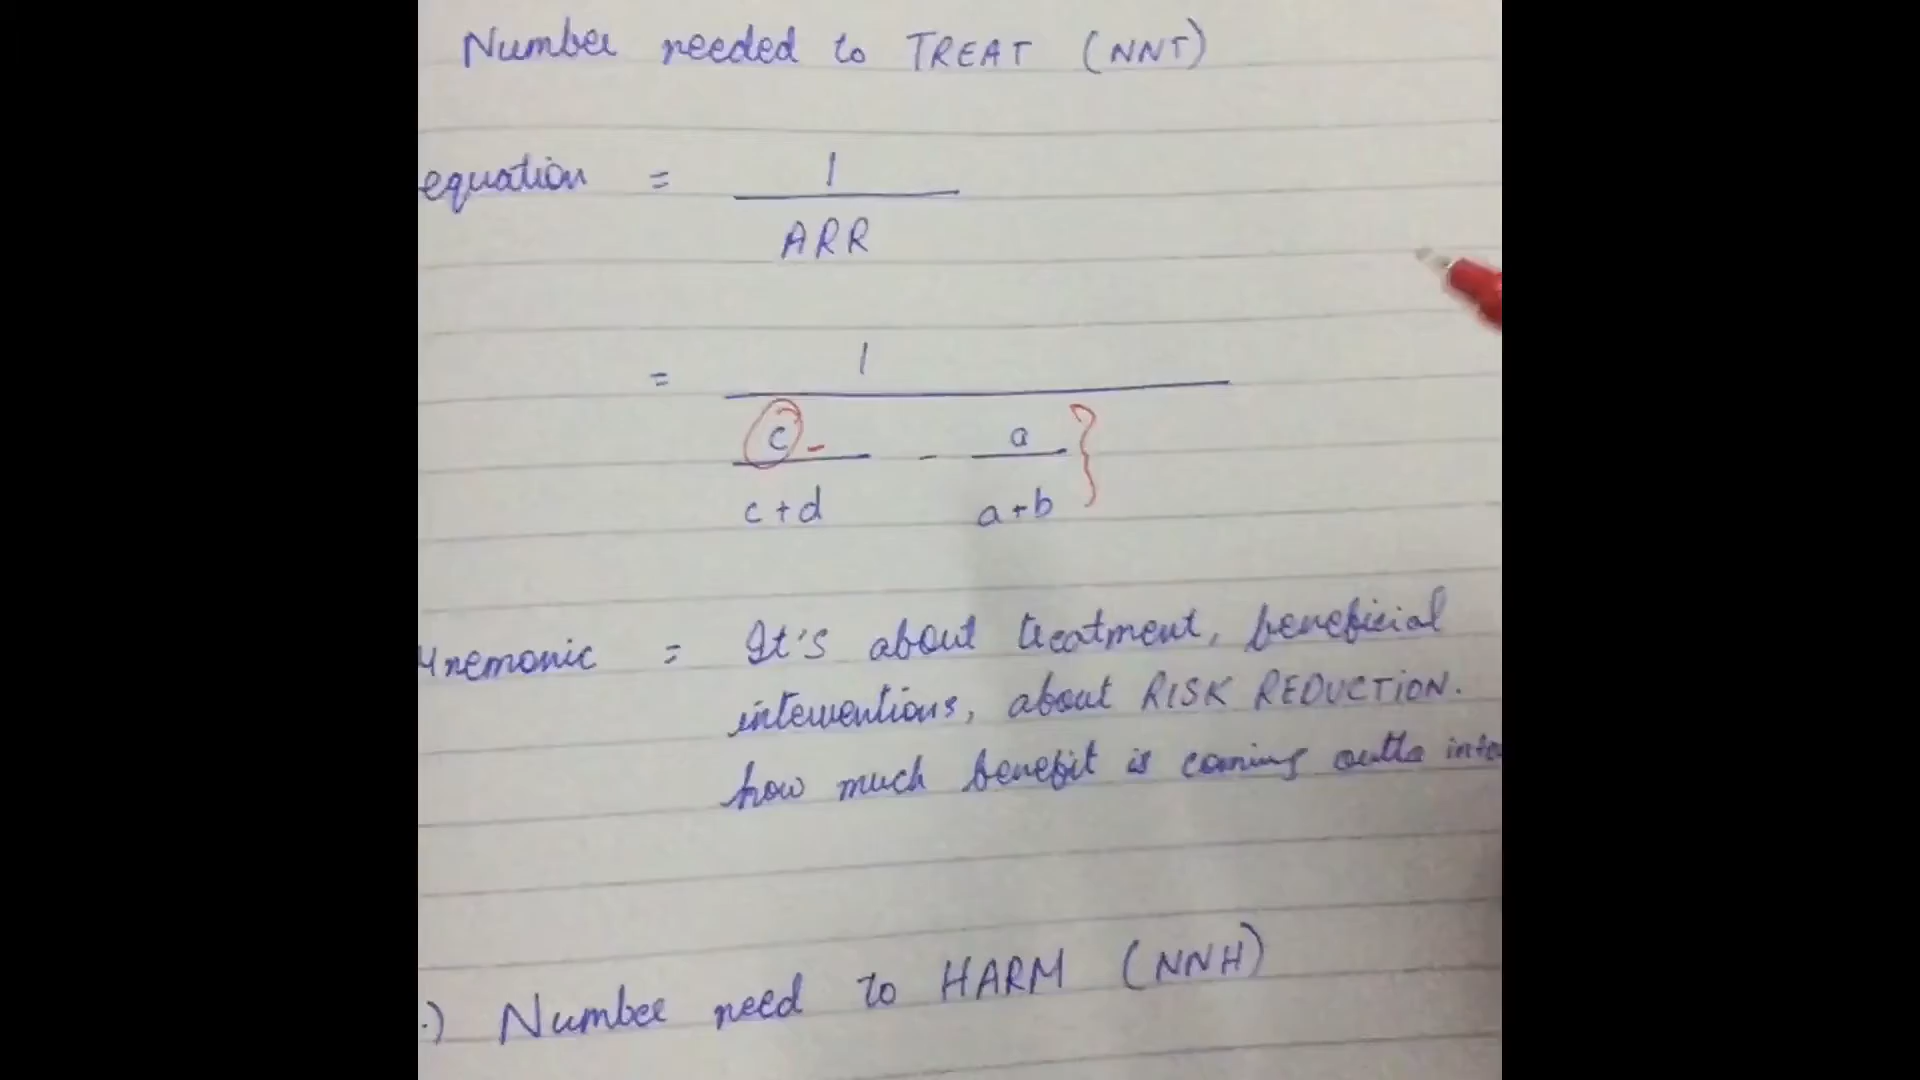 Number needed to TREAT (NNT)
equation = 1
ARR
= 1
c - - a
c+d a+b
Mnemonic = It's about treatment, beneficial
interventions, about RISK REDUCTION.
how much benefit is coming
.) Number need to HARM (NNH)